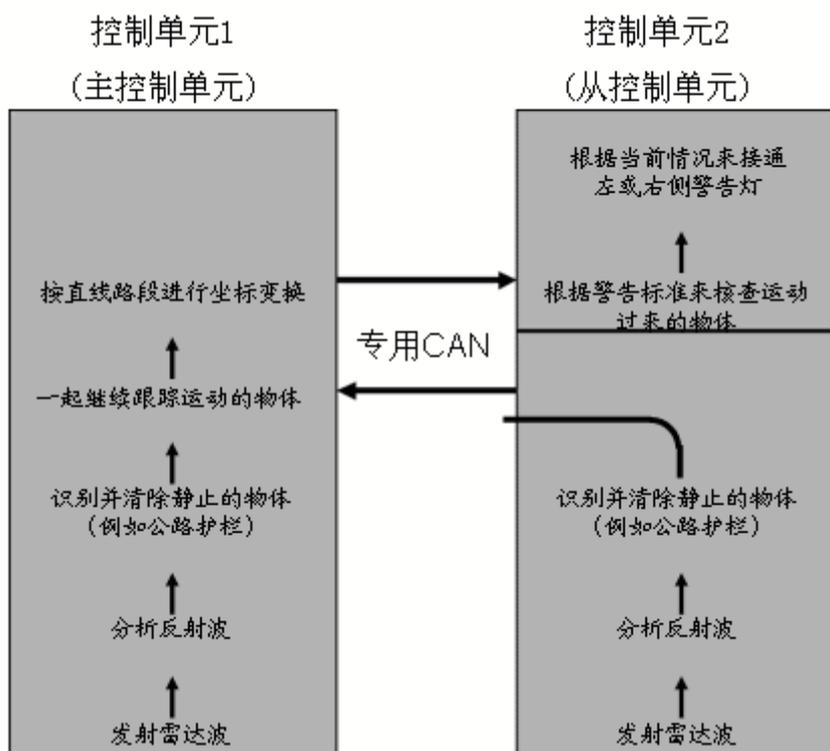 控制单元1
(主控制单元)
按直线路段进行坐标变换
一起继续跟踪运动的物体
识别并清除静止的物体
(例如公路护栏)
分析反射波
发射雷达波
专用CAN
控制单元2
(从控制单元)
根据当前情况来接通
左或右侧警告灯
根据警告标准来核查运动
过来的物体
识别并清除静止的物体
(例如公路护栏)
分析反射波
发射雷达波